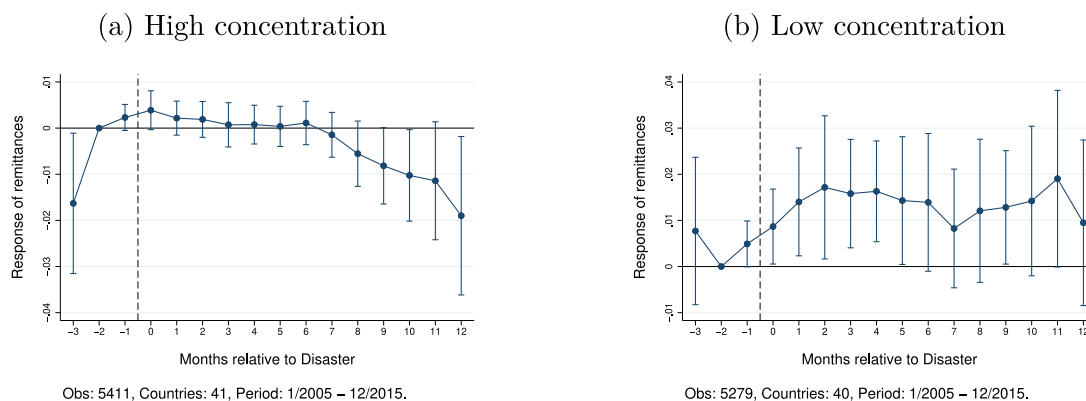 (a) High concentration
Response of remittances
.01
0
-.01
-.02
-.03
-.04
-3 -2 -1 0 1 2 3 4 5 6 7 8 9 10 11 12
Months relative to Disaster
Obs: 5411, Countries: 41, Period: 1/2005 – 12/2015.
(b) Low concentration
Response of remittances
.04
.03
.02
.01
0
-.01
-3 -2 -1 0 1 2 3 4 5 6 7 8 9 10 11 12
Months relative to Disaster
Obs: 5279, Countries: 40, Period: 1/2005 – 12/2015.